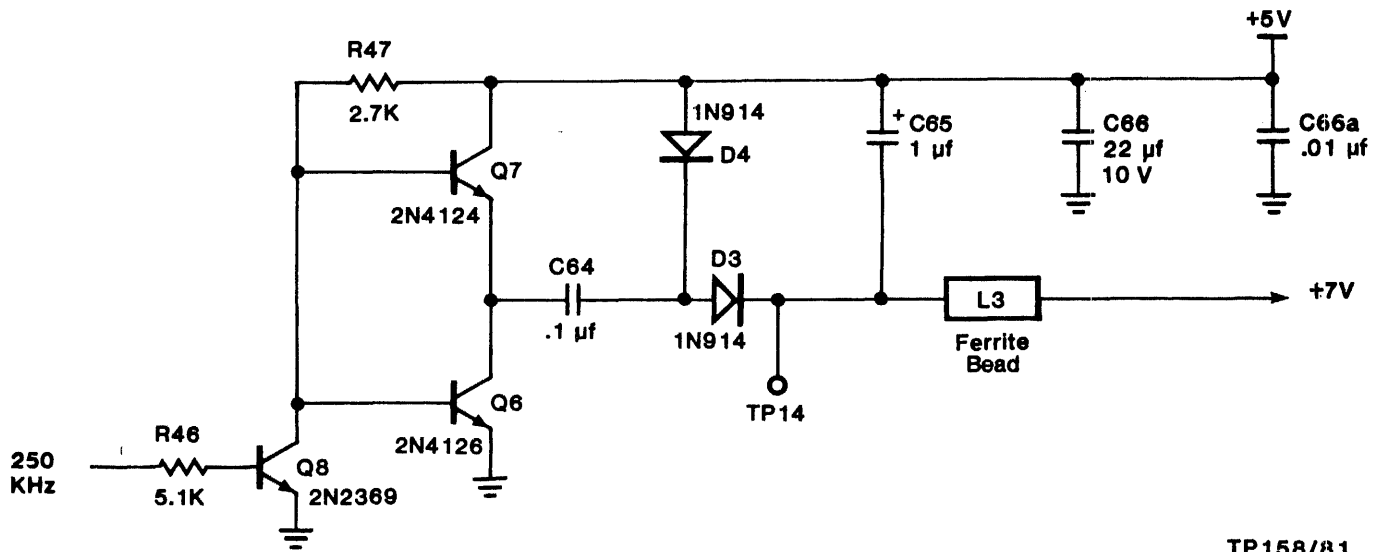 +5V
R47
2.7K
1N914
D4
+
C65
1 µf
C66
22 µf
10 V
C66a
.01 µf
Q7
2N4124
C64
.1 µf
D3
1N914
L3
Ferrite
Bead
+7V
TP14
Q6
2N4126
R46
5.1K
250
KHz
Q8
2N2369
TP158/81